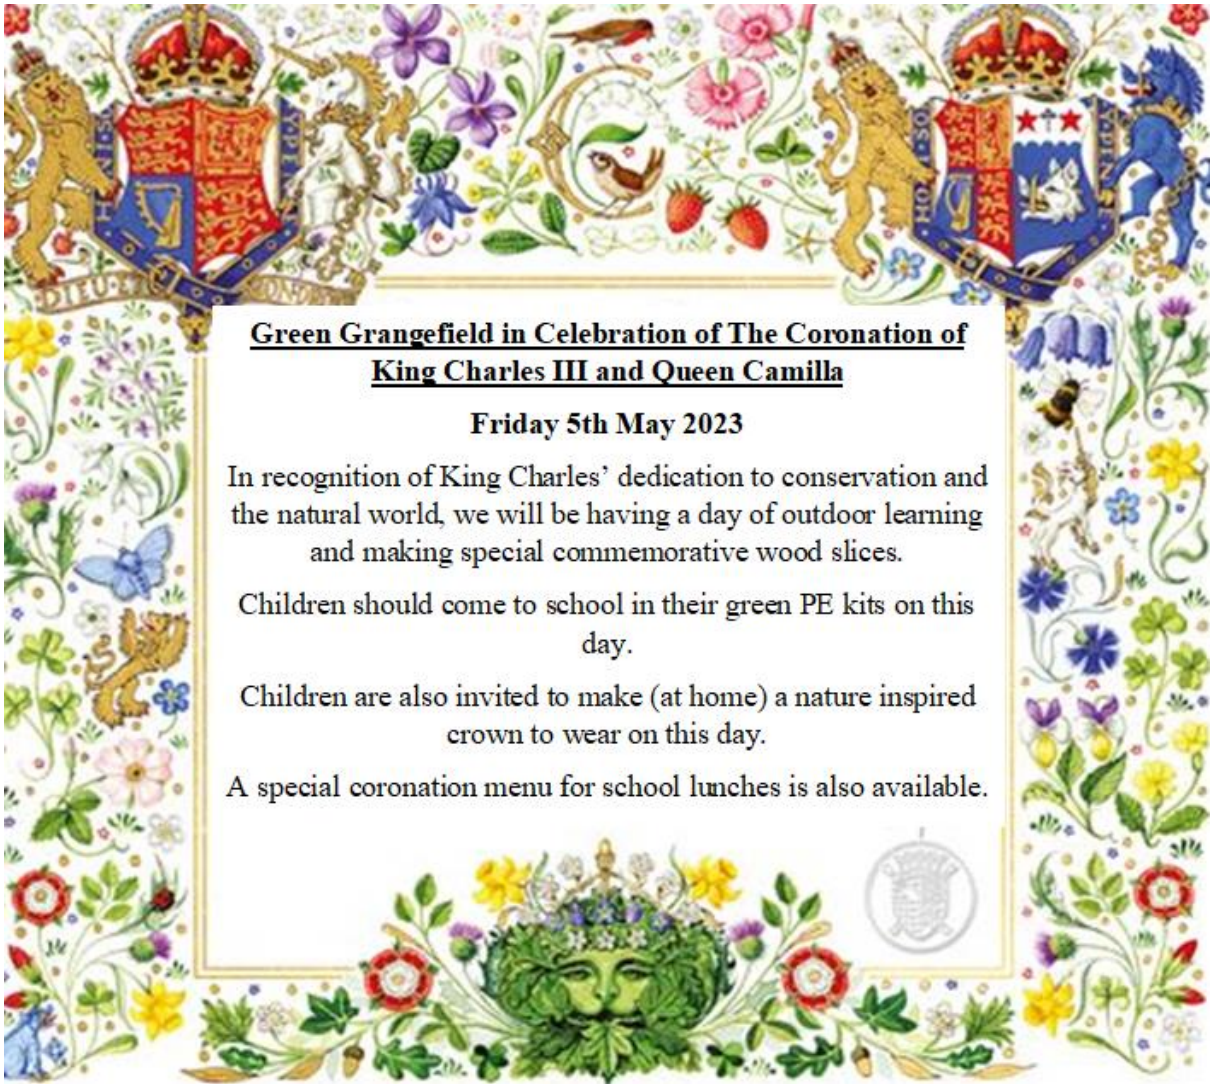 DIEU ET MON
Green Grangefield in Celebration of The Coronation of
King Charles III and Queen Camilla
Friday 5th May 2023
In recognition of King Charles’ dedication to conservation and
the natural world, we will be having a day of outdoor learning
and making special commemorative wood slices.
Children should come to school in their green PE kits on this
day.
Children are also invited to make (at home) a nature inspired
crown to wear on this day.
A special coronation menu for school lunches is also available.